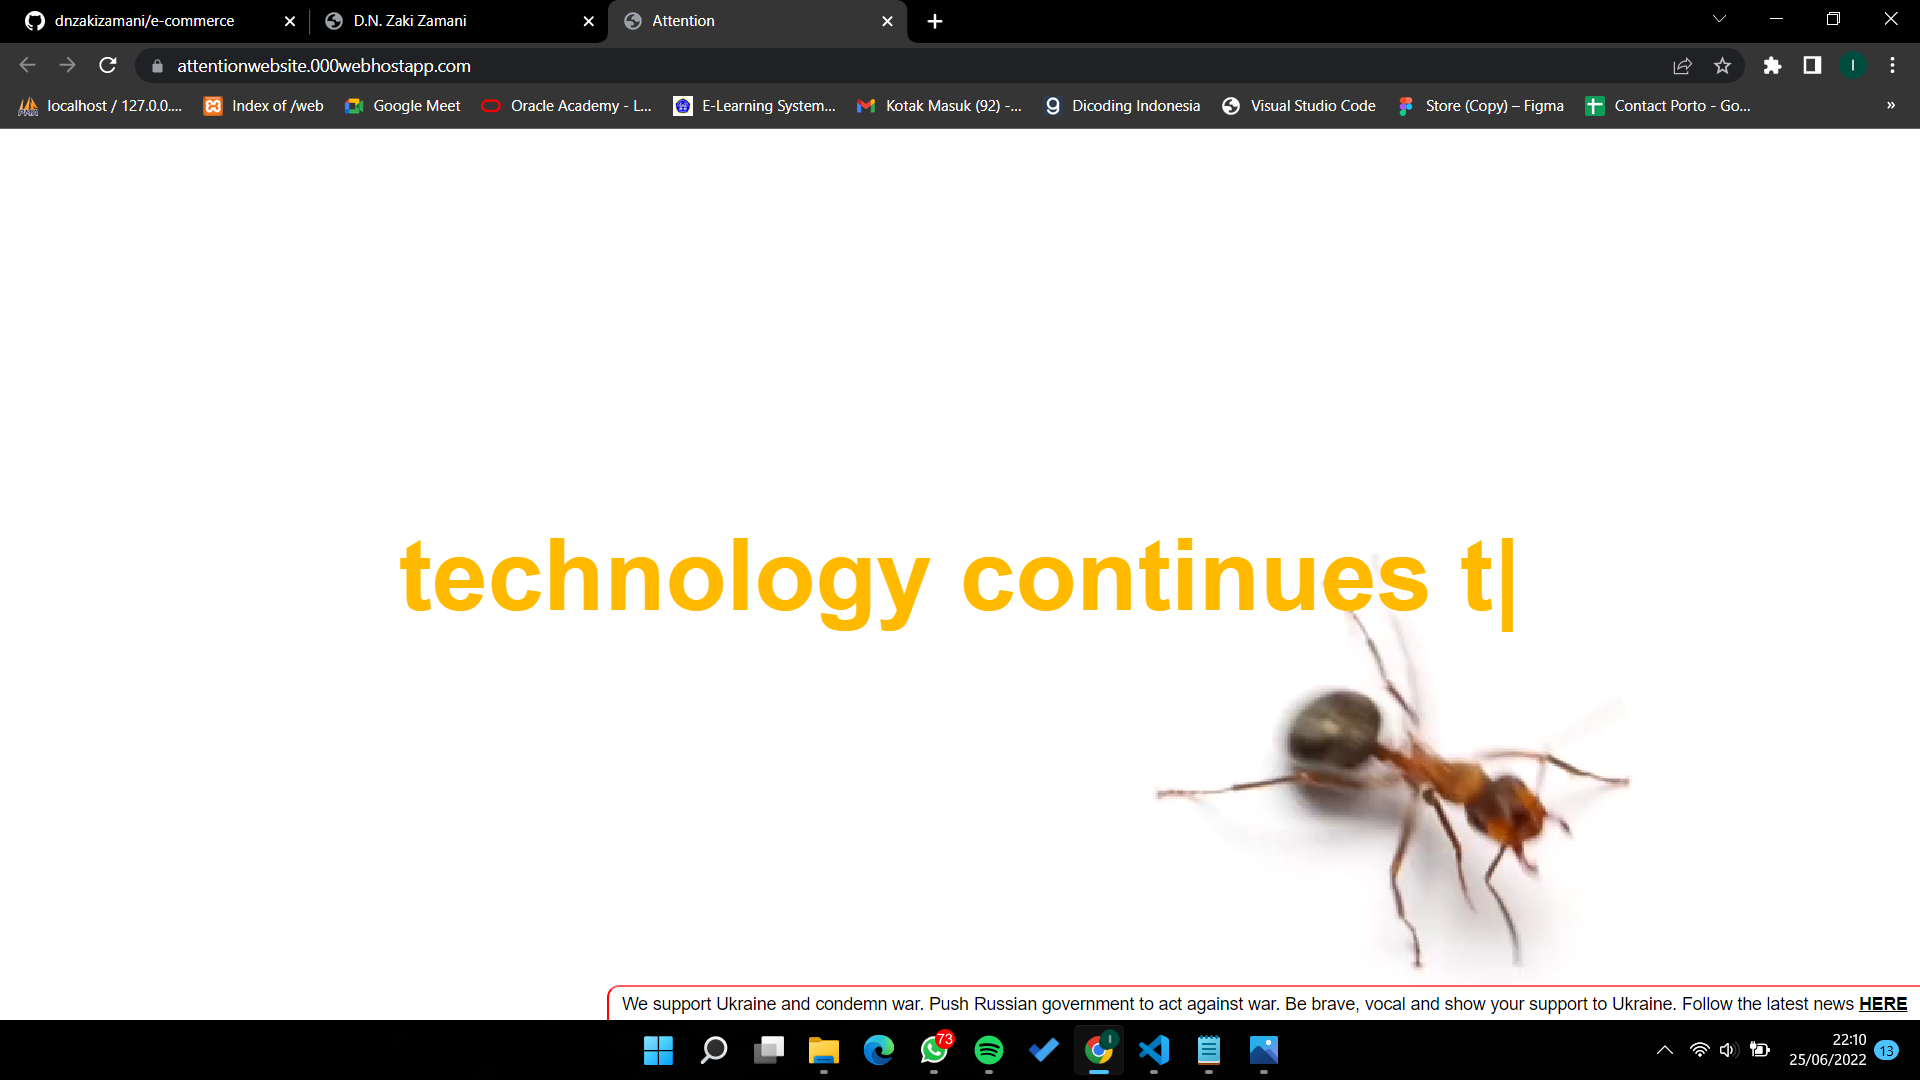 dnzakizamani/e-commerce
D.N. Zaki Zamani
Attention
attentionwebsite.000webhostapp.com
I
localhost / 127.0.0....
Index of /web
Google Meet
Oracle Academy - L...
E-Learning System...
Kotak Masuk (92) -...
Dicoding Indonesia
Visual Studio Code
Store (Copy) – Figma
Contact Porto - Go...
»
technology continues t|
We support Ukraine and condemn war. Push Russian government to act against war. Be brave, vocal and show your support to Ukraine. Follow the latest news HERE
73
I
22:10
25/06/2022
13